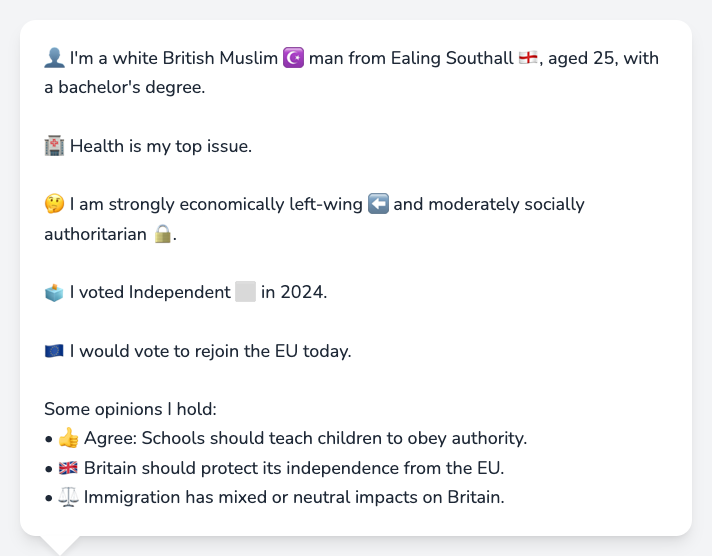 👤 I'm a white British Muslim ☪️ man from Ealing Southall 🏴󠁧󠁢󠁥󠁮󠁧󠁿, aged 25, with
a bachelor's degree.
🏥 Health is my top issue.
🤔 I am strongly economically left-wing ⬅️ and moderately socially
authoritarian 🔒.
🗳️ I voted Independent ⬜ in 2024.
🇪🇺 I would vote to rejoin the EU today.
Some opinions I hold:
• 👍 Agree: Schools should teach children to obey authority.
• 🇬🇧 Britain should protect its independence from the EU.
• ⚖️ Immigration has mixed or neutral impacts on Britain.